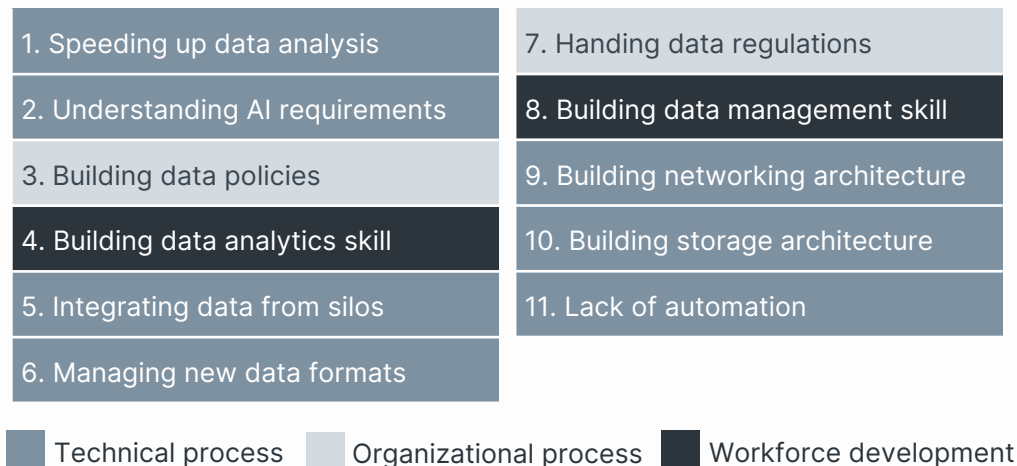 1. Speeding up data analysis
2. Understanding AI requirements
3. Building data policies
4. Building data analytics skill
5. Integrating data from silos
6. Managing new data formats
7. Handing data regulations
8. Building data management skill
9. Building networking architecture
10. Building storage architecture
11. Lack of automation
Technical process
Organizational process
Workforce development